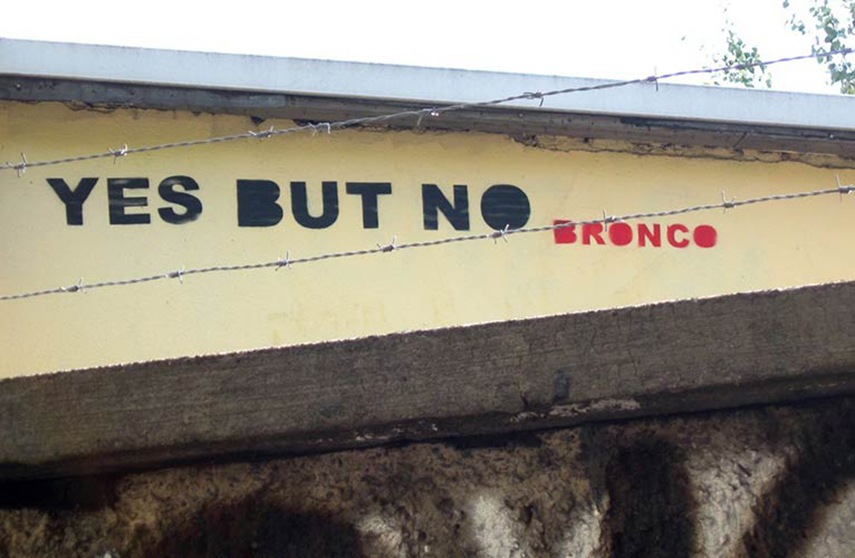 YES BUT NO BRONCO